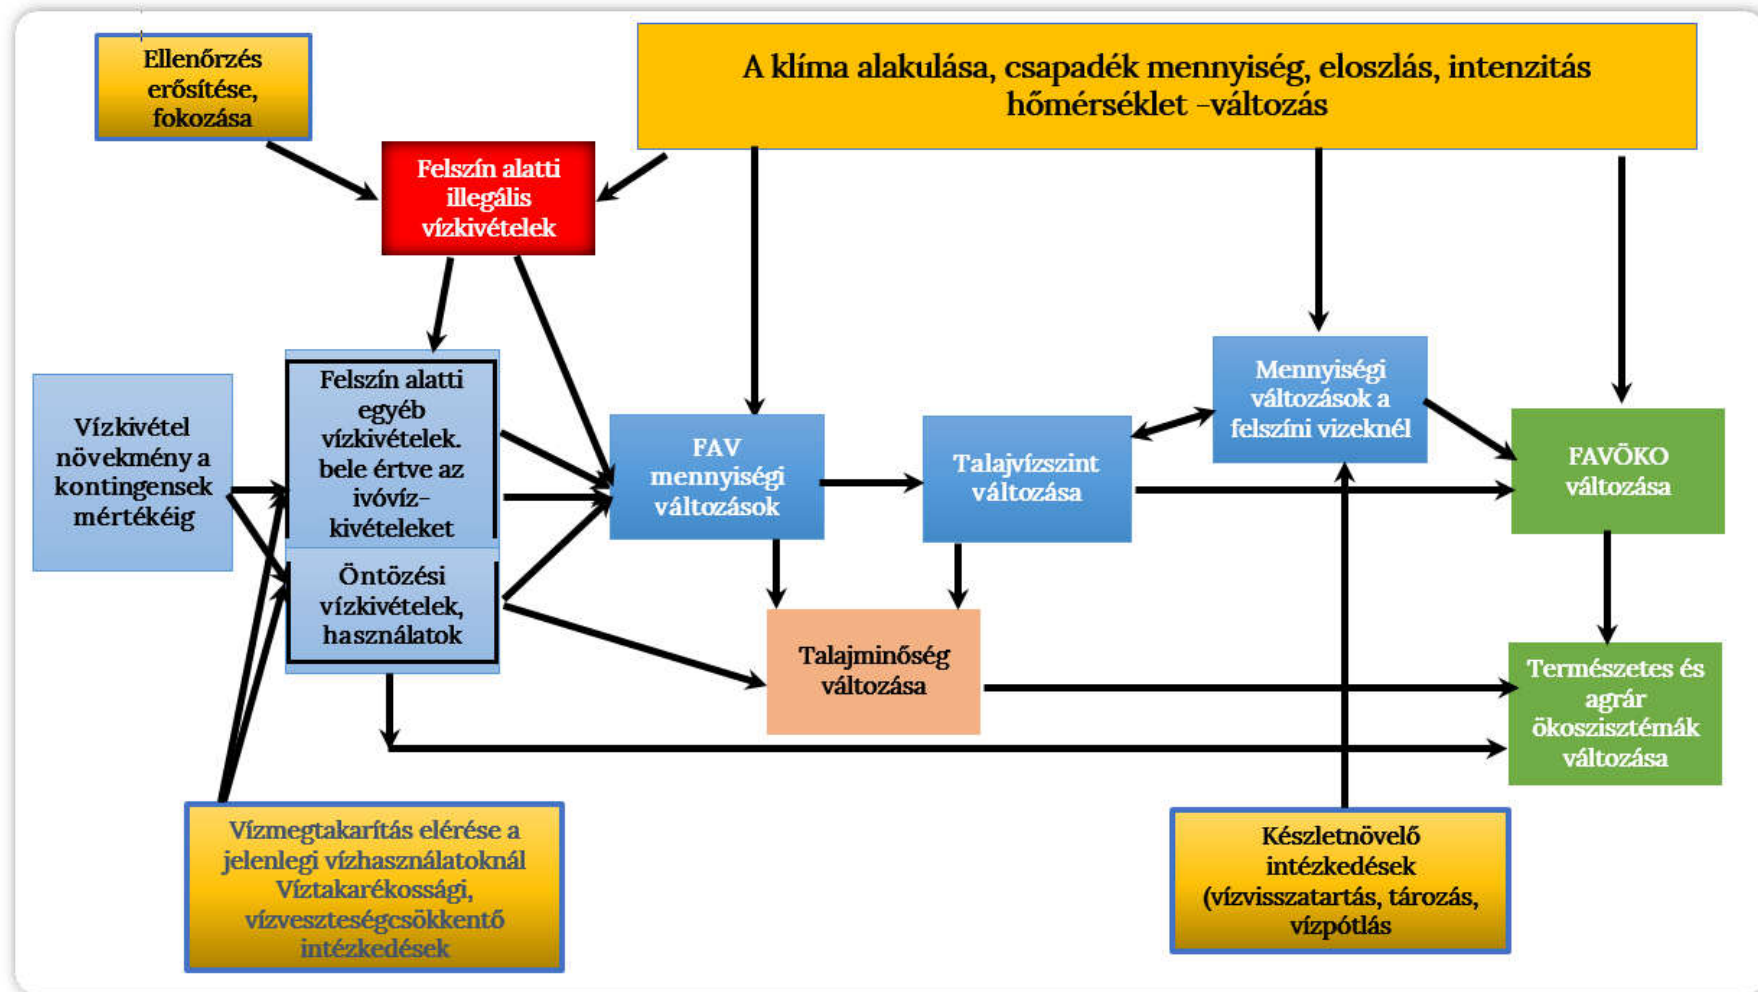 Ellenőrzés
erősítése,
fokozása
A klíma alakulása, csapadék mennyiség, eloszlás, intenzitás
hőmérséklet -változás
Felszín alatti
illegális
vízkivételek
Vízkivétel
növekmény a
kontingensek
mértékéig
Felszín alatti
egyéb
vízkivételek.
bele értve az
ivóvíz-
kivételeket
Öntözési
vízkivételek,
használatok
FAV
mennyiségi
változások
Talajvízszint
változása
Mennyiségi
változások a
felszíni vizeknél
FAVÖKO
változása
Talajminőség
változása
Természetes és
agrár
ökoszisztémák
változása
Vízmegtakarítás elérése a
jelenlegi vízhasználatoknál
Víztakarékossági,
vízveszteségcsökkentő
intézkedések
Készletnövelő
intézkedések
(vízvisszatartás, tározás,
vízpótlás